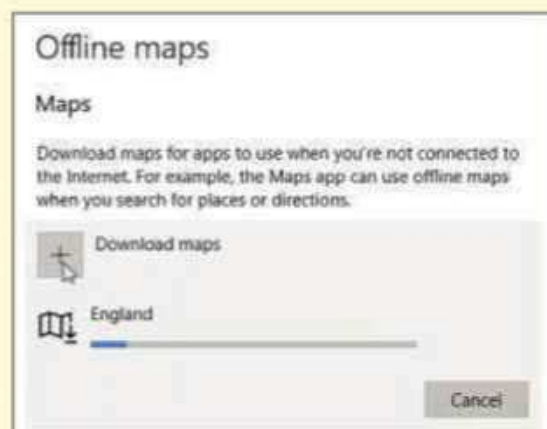 Offline maps
Maps
Download maps for apps to use when you're not connected to
the Internet. For example, the Maps app can use offline maps
when you search for places or directions.
Download maps
England
Cancel